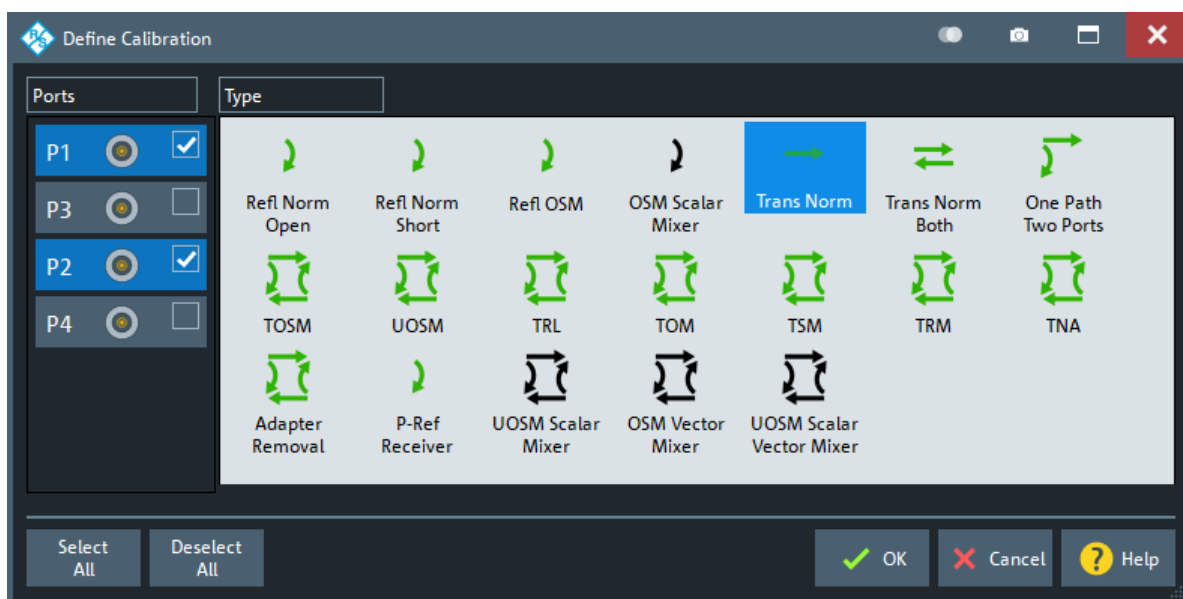 Define Calibration
Ports
Type
P1
P3
P2
P4
Refl Norm
Open
Refl Norm
Short
Refl OSM
OSM Scalar
Mixer
Trans Norm
Trans Norm
Both
One Path
Two Ports
TOSM
UOSM
TRL
TOM
TSM
TRM
TNA
Adapter
Removal
P-Ref
Receiver
UOSM Scalar
Mixer
OSM Vector
Mixer
UOSM Scalar
Vector Mixer
Select
All
Deselect
All
OK
Cancel
? Help